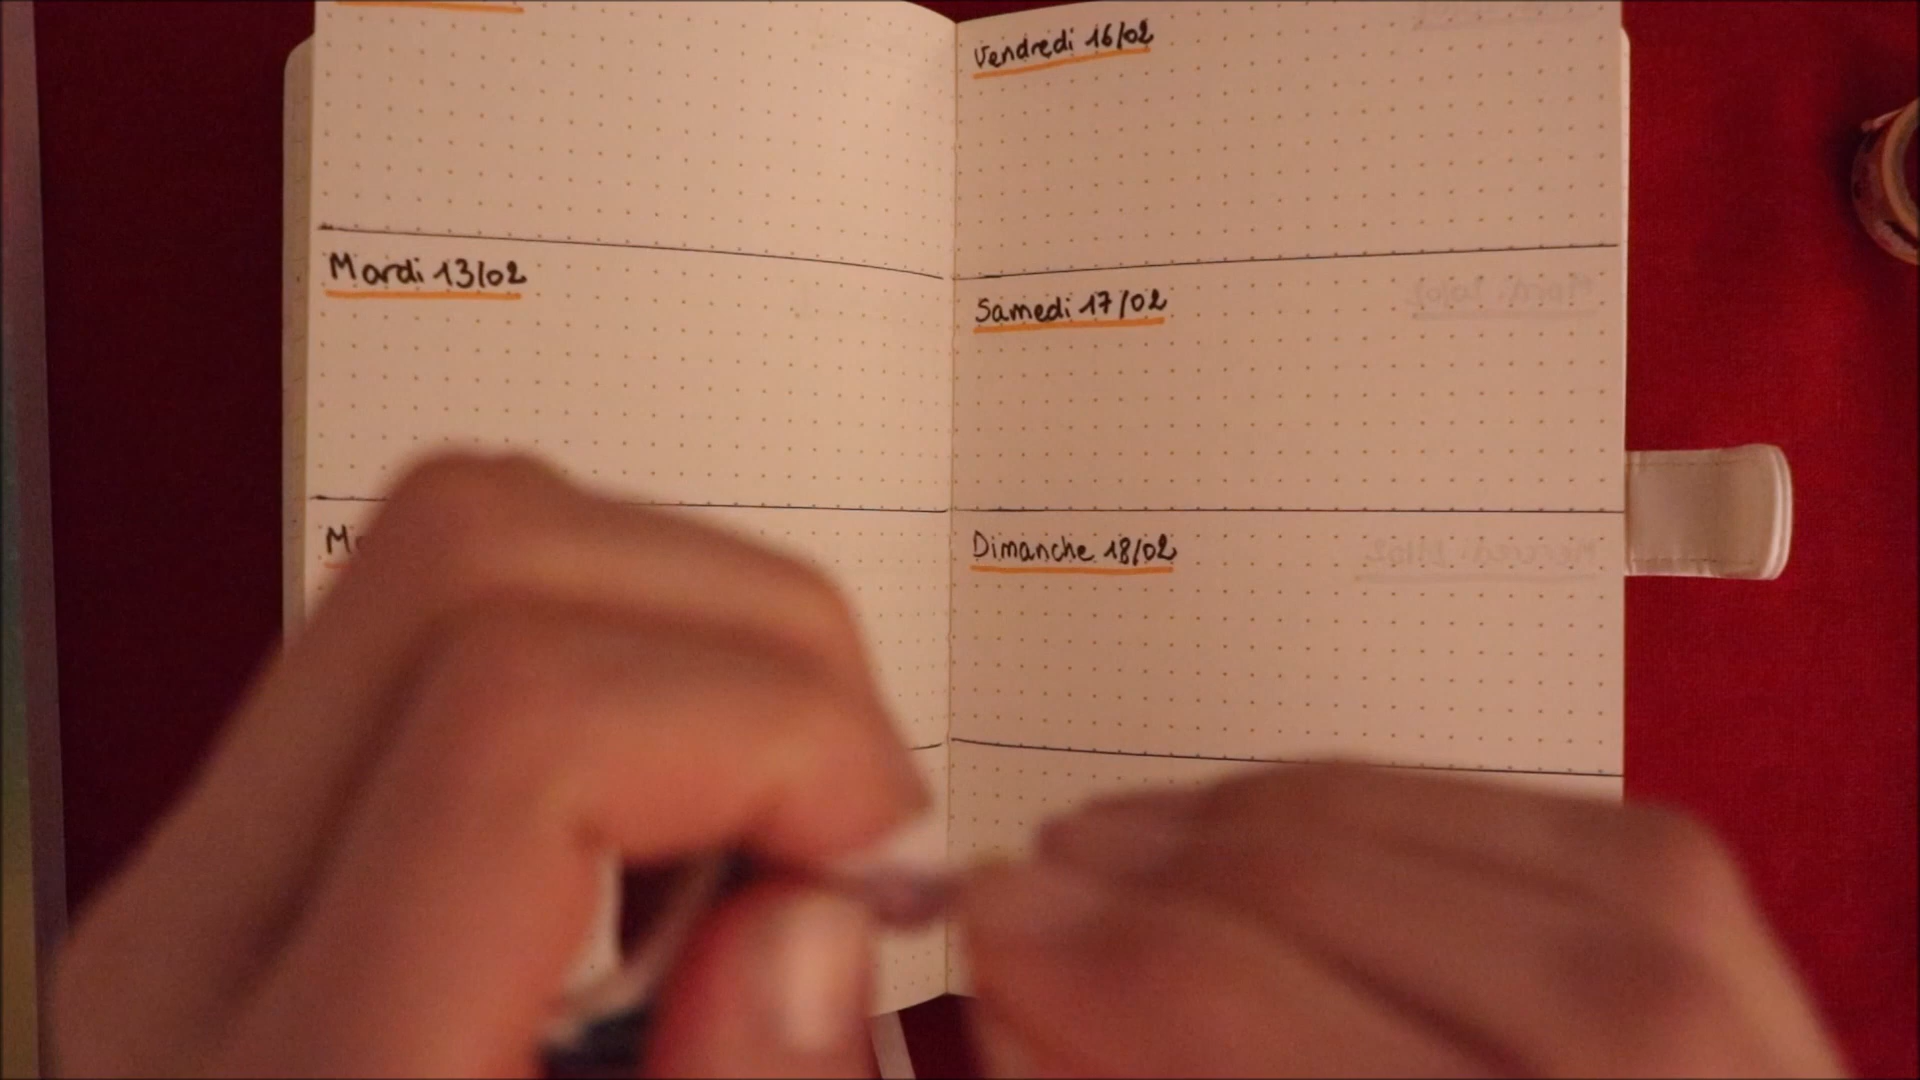 Mardi 13/02
Vendredi 16/02
Samedi 17/02
Dimanche 18/02